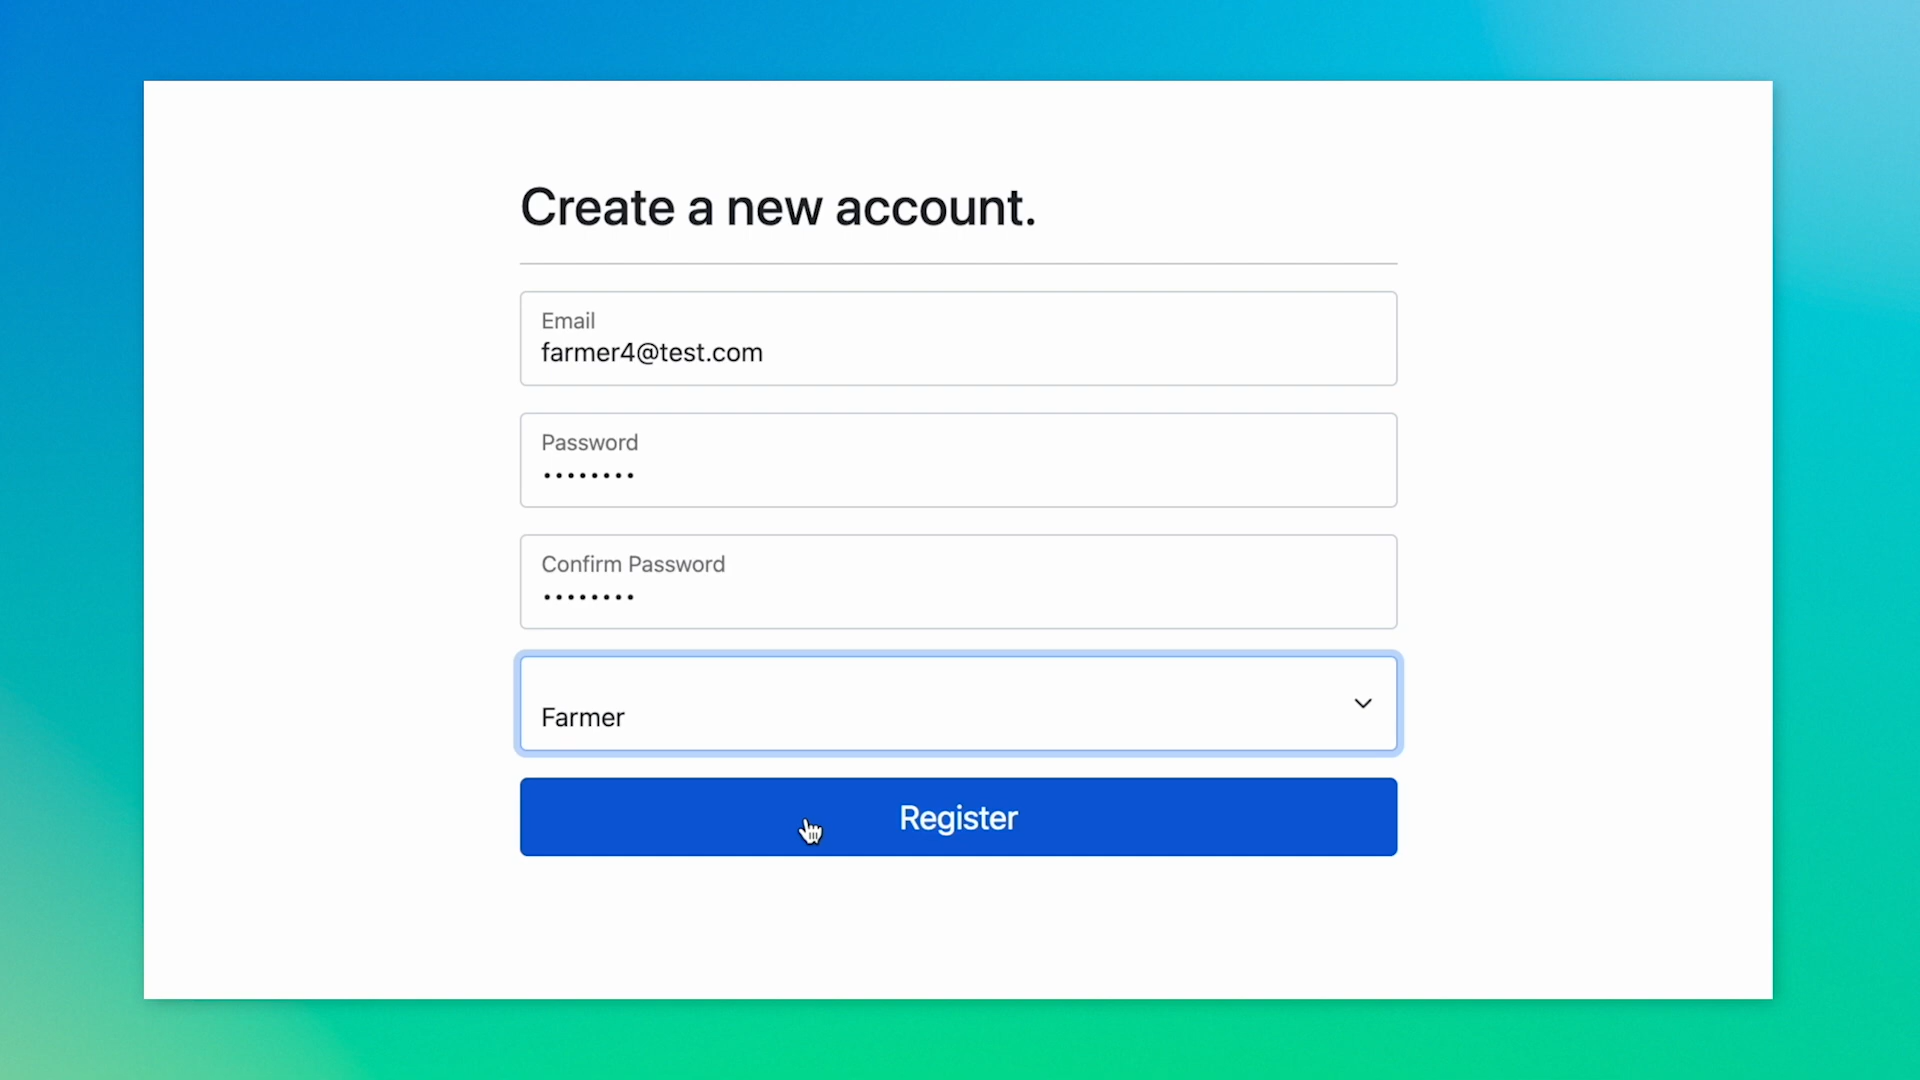 Create a new account.
Email
farmer4@test.com
Password
••••••••
Confirm Password
••••••••
Farmer
Register